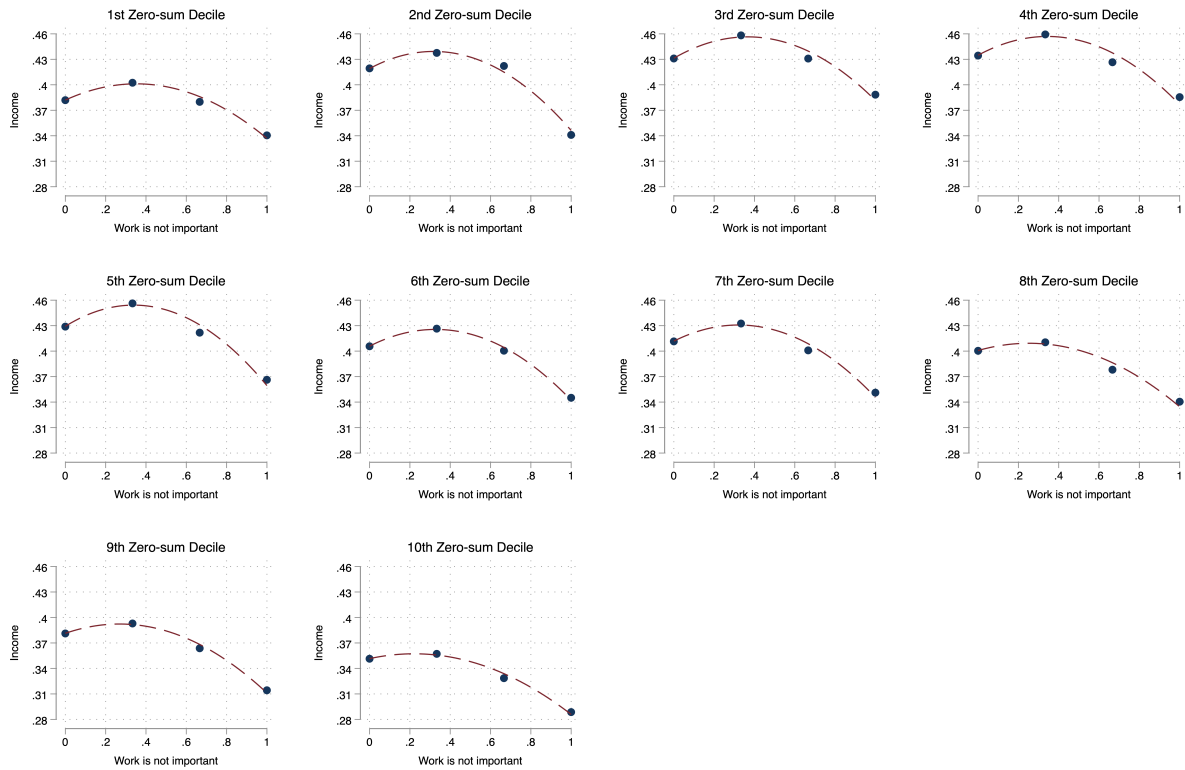 1st Zero-sum Decile
Income
.46
.43
.4
.37
.34
.31
.28
0 .2 .4 .6 .8 1
Work is not important
2nd Zero-sum Decile
Income
.46
.43
.4
.37
.34
.31
.28
0 .2 .4 .6 .8 1
Work is not important
3rd Zero-sum Decile
Income
.46
.43
.4
.37
.34
.31
.28
0 .2 .4 .6 .8 1
Work is not important
4th Zero-sum Decile
Income
.46
.43
.4
.37
.34
.31
.28
0 .2 .4 .6 .8 1
Work is not important
5th Zero-sum Decile
Income
.46
.43
.4
.37
.34
.31
.28
0 .2 .4 .6 .8 1
Work is not important
6th Zero-sum Decile
Income
.46
.43
.4
.37
.34
.31
.28
0 .2 .4 .6 .8 1
Work is not important
7th Zero-sum Decile
Income
.46
.43
.4
.37
.34
.31
.28
0 .2 .4 .6 .8 1
Work is not important
8th Zero-sum Decile
Income
.46
.43
.4
.37
.34
.31
.28
0 .2 .4 .6 .8 1
Work is not important
9th Zero-sum Decile
Income
.46
.43
.4
.37
.34
.31
.28
0 .2 .4 .6 .8 1
Work is not important
10th Zero-sum Decile
Income
.46
.43
.4
.37
.34
.31
.28
0 .2 .4 .6 .8 1
Work is not important